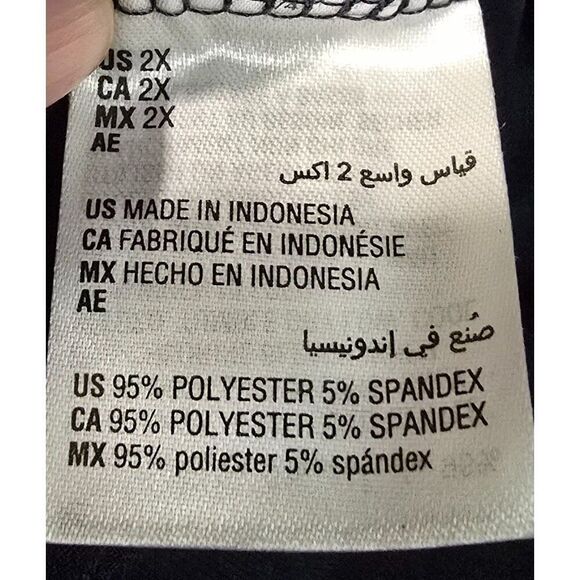 US 2X
CA 2X
MX 2X
AE
قياس واسع 2 اكس
US MADE IN INDONESIA
CA FABRIQUÉ EN INDONÉSIE
MX HECHO EN INDONESIA
AE
صُنع في إندونيسيا
US 95% POLYESTER 5% SPANDEX
CA 95% POLYESTER 5% SPANDEX
MX 95% poliester 5% spándex